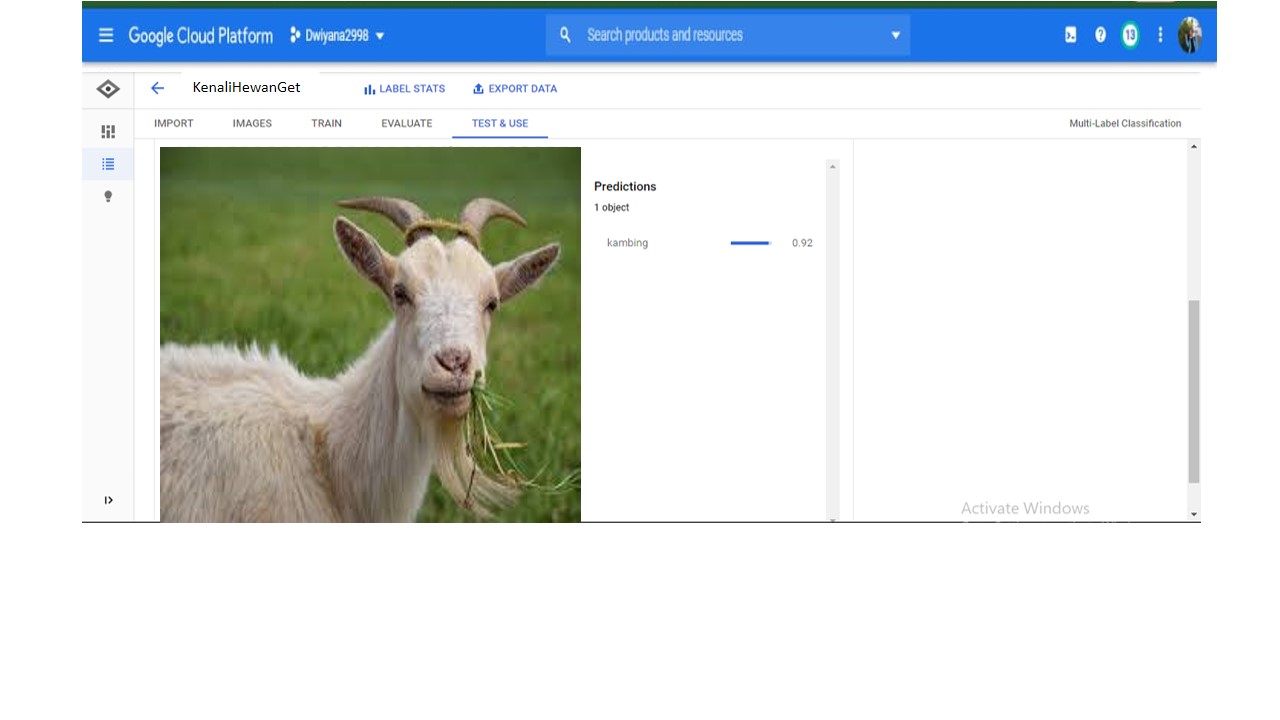 Google Cloud Platform Dwiyana2998 Search products and resources 13
KenaliHewanGet LABEL STATS EXPORT DATA
IMPORT IMAGES TRAIN EVALUATE TEST & USE Multi-Label Classification
Predictions
1 object
kambing 0.92
Activate Windows